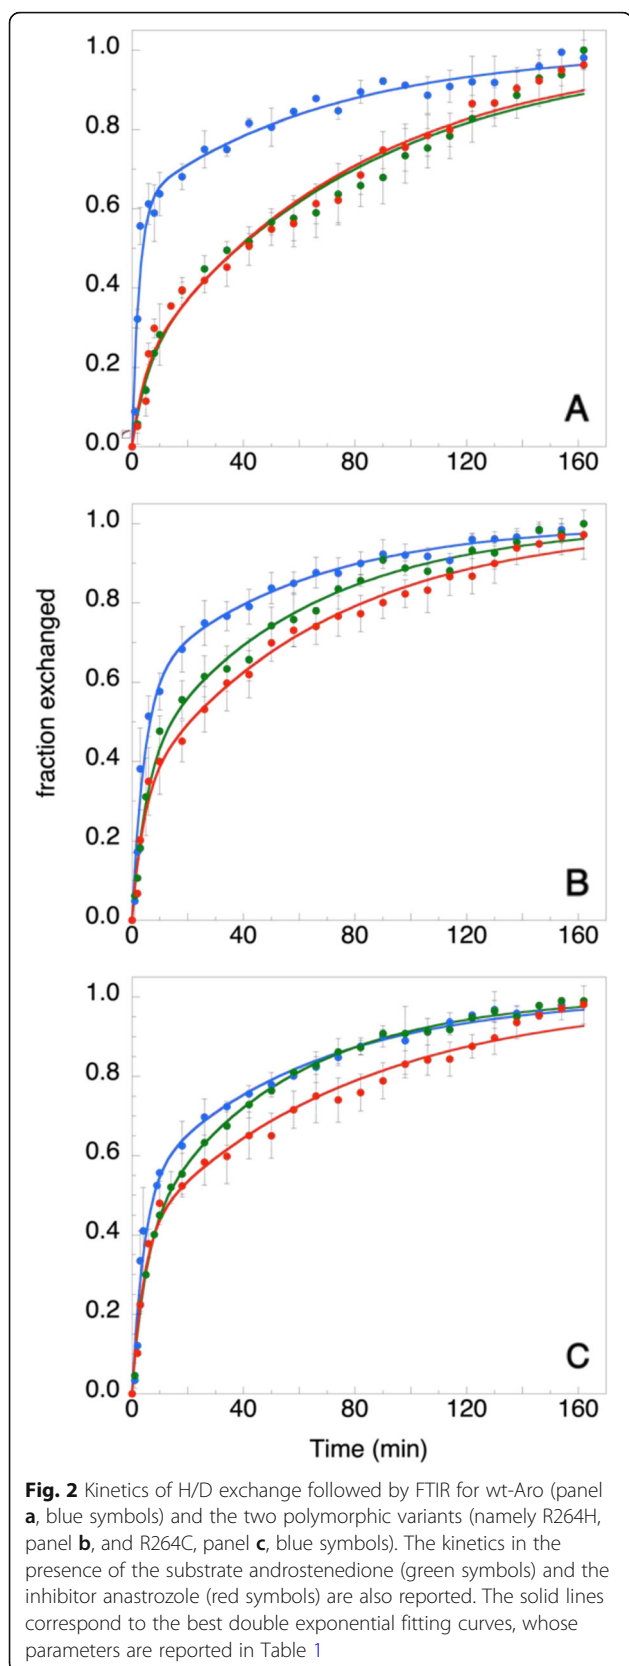 1.0
0.8
0.6
0.4
0.2
0.0
0
40
80
120
160
A
1.0
0.8
0.6
0.4
0.2
0.0
0
40
80
120
160
B
fraction exchanged
1.0
0.8
0.6
0.4
0.2
0.0
0
40
80
120
160
C
Time (min)
Fig. 2 Kinetics of H/D exchange followed by FTIR for wt-Aro (panel
a, blue symbols) and the two polymorphic variants (namely R264H,
panel b, and R264C, panel c, blue symbols). The kinetics in the
presence of the substrate androstenedione (green symbols) and the
inhibitor anastrozole (red symbols) are also reported. The solid lines
correspond to the best double exponential fitting curves, whose
parameters are reported in Table 1